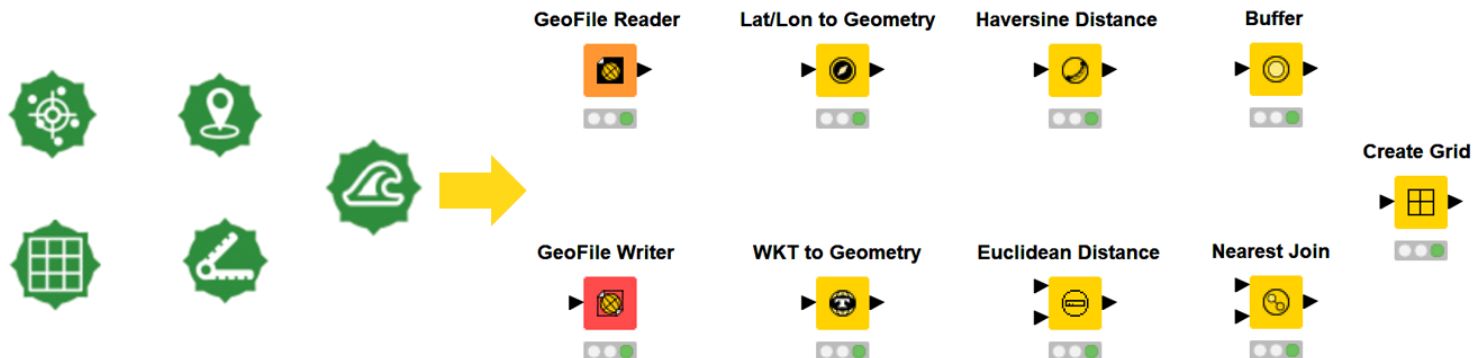 GeoFile Reader
Lat/Lon to Geometry
Haversine Distance
Buffer
Create Grid
GeoFile Writer
WKT to Geometry
Euclidean Distance
Nearest Join